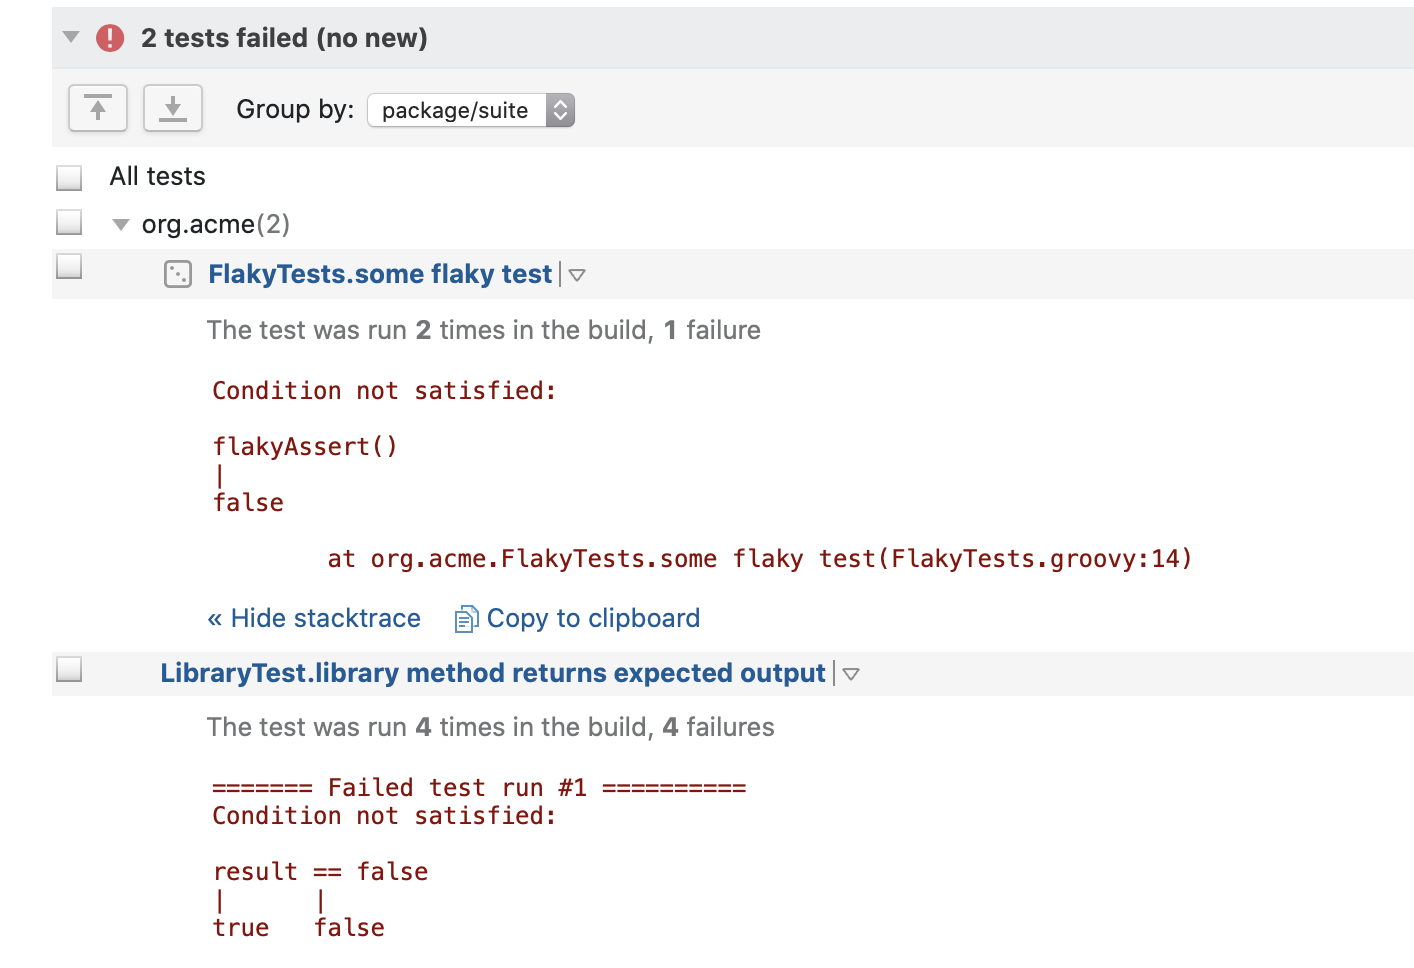 2 tests failed (no new)
Group by: package/suite
All tests
org.acme(2)
FlakyTests.some flaky test
The test was run 2 times in the build, 1 failure
Condition not satisfied:
flakyAssert()
|
false
at org.acme.FlakyTests.some flaky test(FlakyTests.groovy:14)
« Hide stacktrace Copy to clipboard
LibraryTest.library method returns expected output
The test was run 4 times in the build, 4 failures
======= Failed test run #1 ==========
Condition not satisfied:
result == false
|      |
true   false